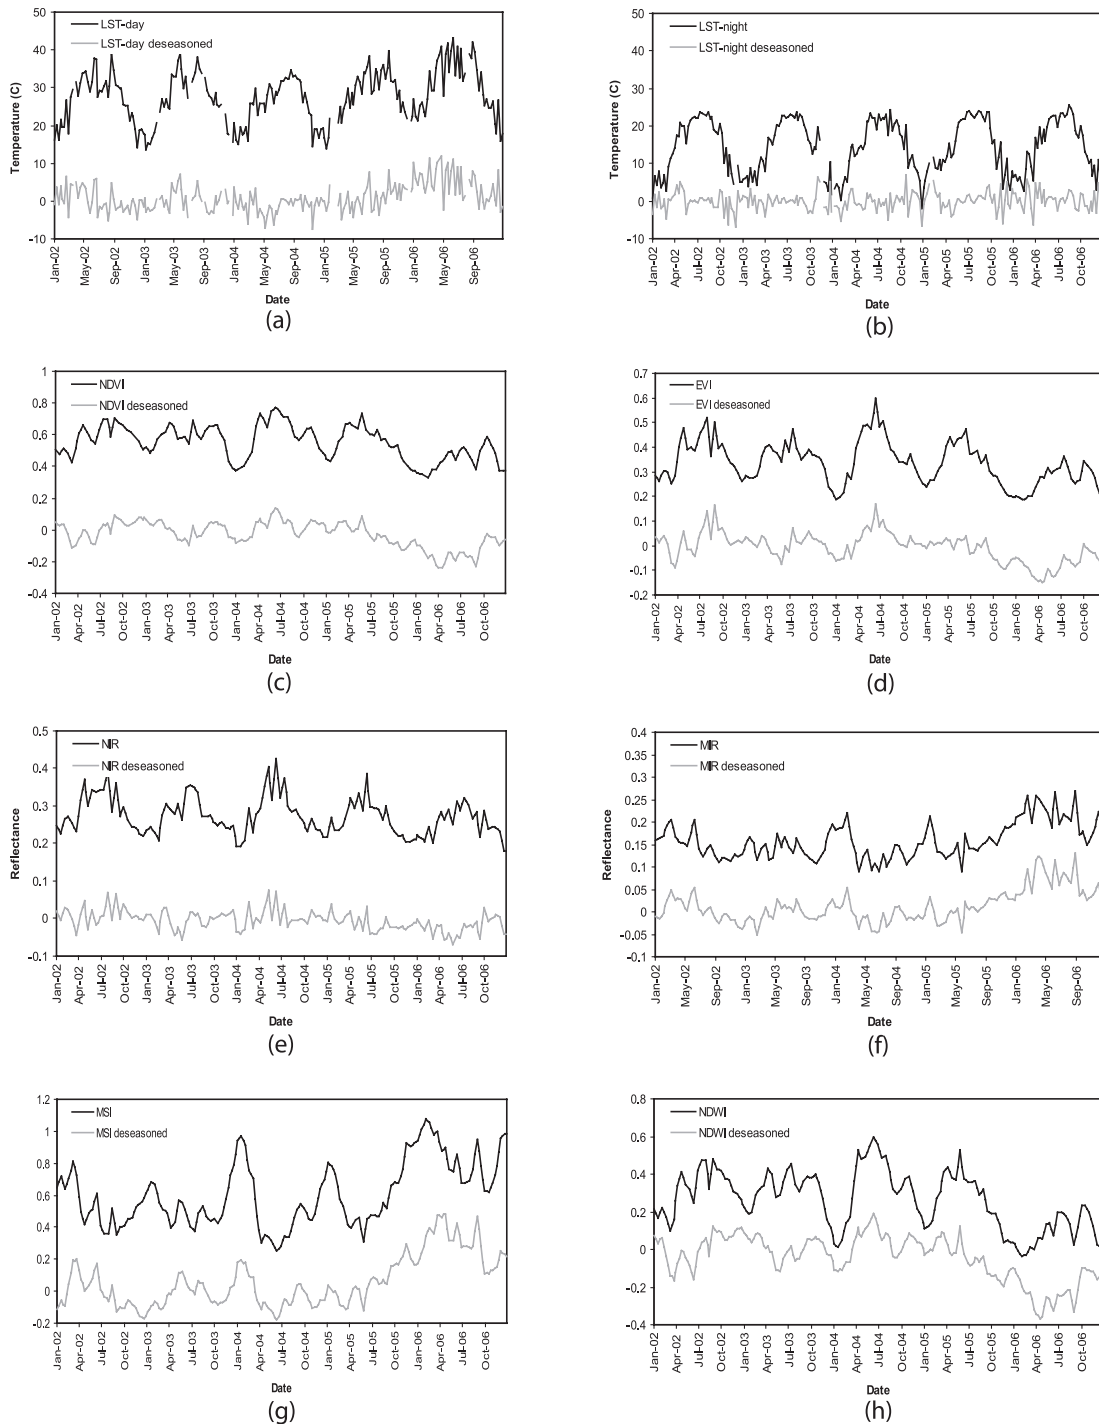 50
40
30
20
10
0
-10
Temperature (C)
LST-day
LST-day deseasoned
Jan-02
May-02
Sep-02
Jan-03
May-03
Sep-03
Jan-04
May-04
Sep-04
Jan-05
May-05
Sep-05
Jan-06
May-06
Sep-06
Date
(a)
50
40
30
20
10
0
-10
Temperature (C)
LST-night
LST-night deseasoned
Jan-02
Apr-02
Jul-02
Oct-02
Jan-03
Apr-03
Jul-03
Oct-03
Jan-04
Apr-04
Jul-04
Oct-04
Jan-05
Apr-05
Jul-05
Oct-05
Jan-06
Apr-06
Jul-06
Oct-06
Date
(b)
1
0.8
0.6
0.4
0.2
0
-0.2
-0.4
NDVI
NDVI deseasoned
Jan-02
Apr-02
Jul-02
Oct-02
Jan-03
Apr-03
Jul-03
Oct-03
Jan-04
Apr-04
Jul-04
Oct-04
Jan-05
Apr-05
Jul-05
Oct-05
Jan-06
Apr-06
Jul-06
Oct-06
Date
(c)
0.7
0.6
0.5
0.4
0.3
0.2
0.1
0
-0.1
-0.2
EVI
EVI deseasoned
Jan-02
Apr-02
Jul-02
Oct-02
Jan-03
Apr-03
Jul-03
Oct-03
Jan-04
Apr-04
Jul-04
Oct-04
Jan-05
Apr-05
Jul-05
Oct-05
Jan-06
Apr-06
Jul-06
Oct-06
Date
(d)
0.5
0.4
0.3
0.2
0.1
0
-0.1
Reflectance
NIR
NIR deseasoned
Jan-02
Apr-02
Jul-02
Oct-02
Jan-03
Apr-03
Jul-03
Oct-03
Jan-04
Apr-04
Jul-04
Oct-04
Jan-05
Apr-05
Jul-05
Oct-05
Jan-06
Apr-06
Jul-06
Oct-06
Date
(e)
0.4
0.35
0.3
0.25
0.2
0.15
0.1
0.05
0
-0.05
-0.1
Reflectance
MIR
MIR deseasoned
Jan-02
May-02
Sep-02
Jan-03
May-03
Sep-03
Jan-04
May-04
Sep-04
Jan-05
May-05
Sep-05
Jan-06
May-06
Sep-06
Date
(f)
1.2
1
0.8
0.6
0.4
0.2
0
-0.2
MSI
MSI deseasoned
Jan-02
Apr-02
Jul-02
Oct-02
Jan-03
Apr-03
Jul-03
Oct-03
Jan-04
Apr-04
Jul-04
Oct-04
Jan-05
Apr-05
Jul-05
Oct-05
Jan-06
Apr-06
Jul-06
Oct-06
Date
(g)
0.8
0.6
0.4
0.2
0
-0.2
-0.4
NDWI
NDWI deseasoned
Jan-02
Apr-02
Jul-02
Oct-02
Jan-03
Apr-03
Jul-03
Oct-03
Jan-04
Apr-04
Jul-04
Oct-04
Jan-05
Apr-05
Jul-05
Oct-05
Jan-06
Apr-06
Jul-06
Oct-06
Date
(h)